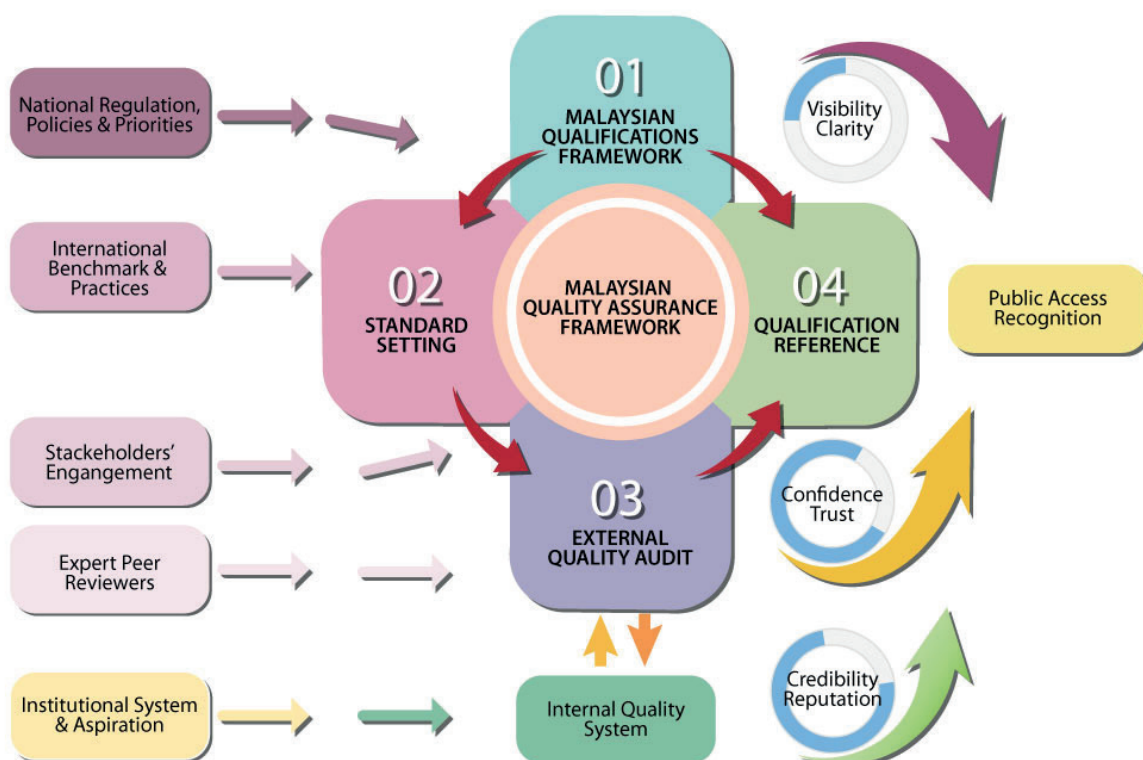 National Regulation,
Policies & Priorities
International
Benchmark &
Practices
Stackeholders'
Engangement
Expert Peer
Reviewers
Institutional System
& Aspiration
01
MALAYSIAN
QUALIFICATIONS
FRAMEWORK
02
STANDARD
SETTING
MALAYSIAN
QUALITY ASSURANCE
FRAMEWORK
04
QUALIFICATION
REFERENCE
03
EXTERNAL
QUALITY AUDIT
Internal Quality
System
Visibility
Clarity
Confidence
Trust
Credibility
Reputation
Public Access
Recognition